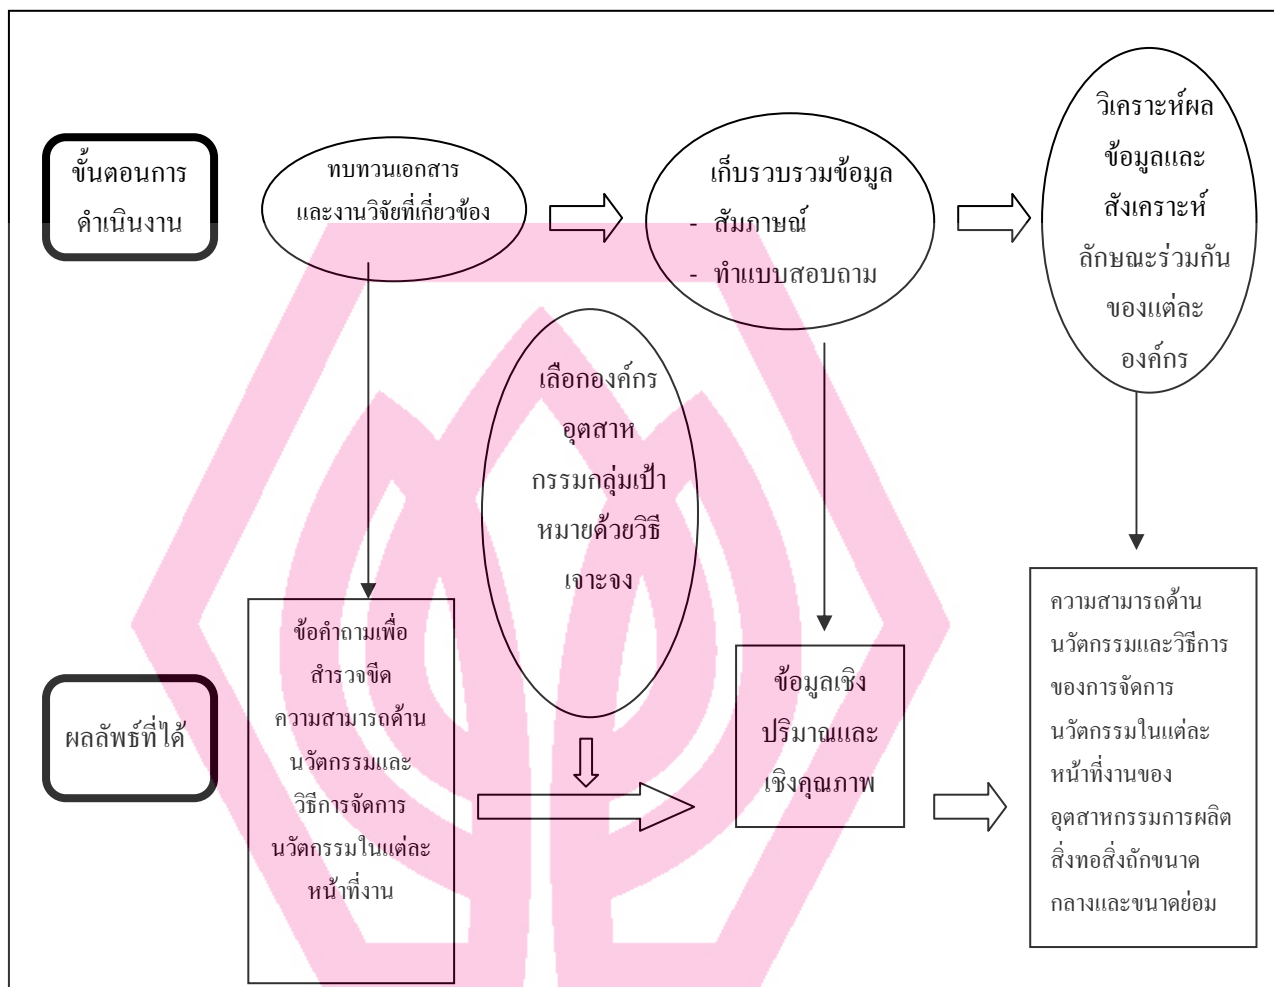 ขั้นตอนการ
ดำเนินงาน
ทบทวนเอกสาร
และงานวิจัยที่เกี่ยวข้อง
เก็บรวบรวมข้อมูล
- สัมภาษณ์
- ทำแบบสอบถาม
วิเคราะห์ผล
ข้อมูลและ
สังเคราะห์
ลักษณะร่วมกัน
ของแต่ละ
องค์กร
เลือกองค์กร
อุตสาห
กรรมกลุ่มเป้า
หมายด้วยวิธี
เจาะจง
ผลลัพธ์ที่ได้
ข้อคำถามเพื่อ
สำรวจขีด
ความสามารถด้าน
นวัตกรรมและ
วิธีการจัดการ
นวัตกรรมในแต่ละ
หน้าที่งาน
ข้อมูลเชิง
ปริมาณและ
เชิงคุณภาพ
ความสามารถด้าน
นวัตกรรมและวิธีการ
ของการจัดการ
นวัตกรรมในแต่ละ
หน้าที่งานของ
อุตสาหกรรมการผลิต
สิ่งทอสิ่งถักขนาด
กลางและขนาดย่อม